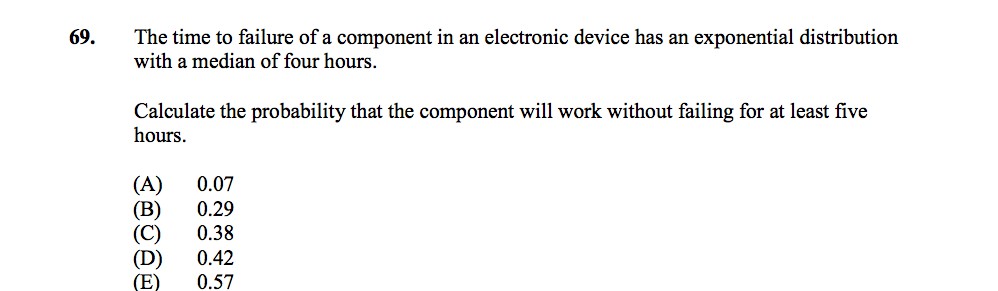 69. The time to failure of a component in an electronic device has an exponential distribution
with a median of four hours.
Calculate the probability that the component will work without failing for at least five
hours.
(A) 0.07
(B) 0.29
(C) 0.38
(D) 0.42
(E) 0.57